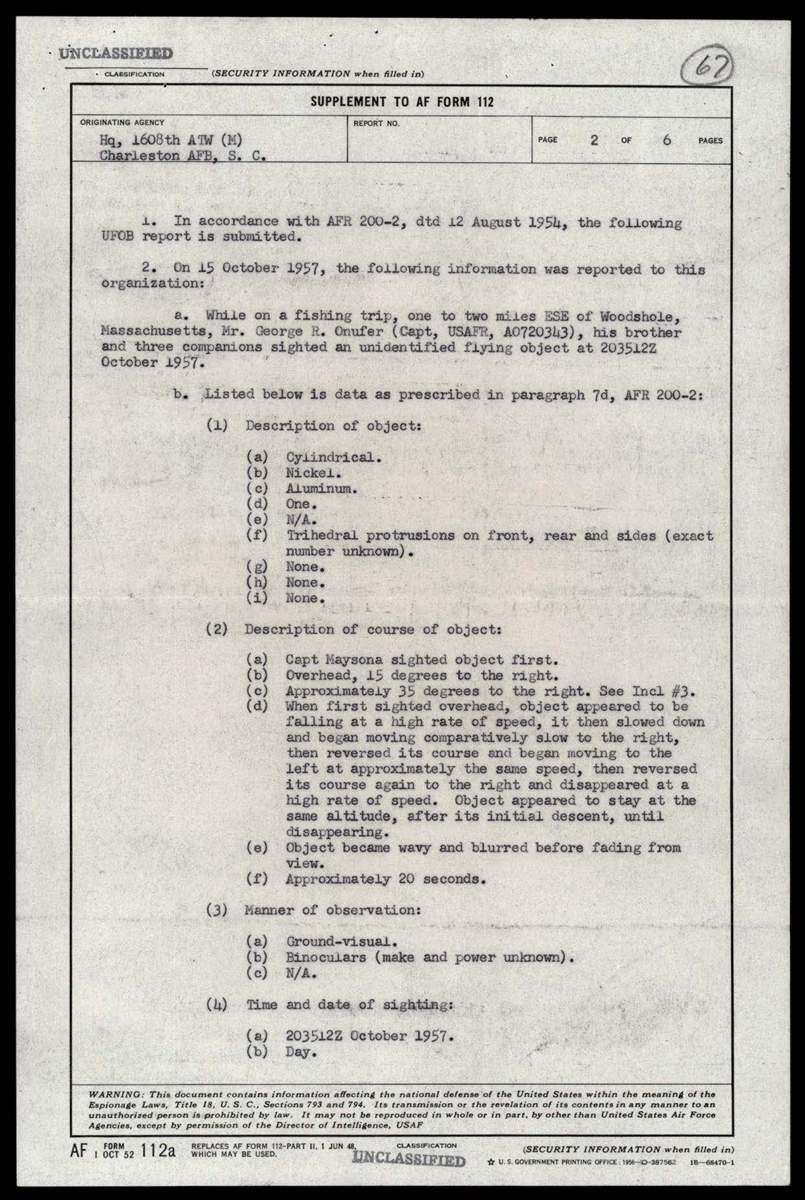 UNCLASSIFIED
CLASSIFICATION
(SECURITY INFORMATION when filled in)
67
SUPPLEMENT TO AF FORM 112
ORIGINATING AGENCY
Hq, 1608th ATW (M)
Charleston AFB, S. C.
REPORT NO.
PAGE 2 OF 6 PAGES
1. In accordance with AFR 200-2, dtd 12 August 1954, the following
UFOB report is submitted.
2. On 15 October 1957, the following information was reported to this
organization:
a. While on a fishing trip, one to two miles ESE of Woodshole,
Massachusetts, Mr. George R. Onufer (Capt, USAFR, AO720343), his brother
and three companions sighted an unidentified flying object at 203512Z
October 1957.
b. Listed below is data as prescribed in paragraph 7d, AFR 200-2:
(1) Description of object:
(a) Cylindrical.
(b) Nickel.
(c) Aluminum.
(d) One.
(e) N/A.
(f) Trihedral protrusions on front, rear and sides (exact
number unknown).
(g) None.
(h) None.
(i) None.
(2) Description of course of object:
(a) Capt Maysona sighted object first.
(b) Overhead, 15 degrees to the right.
(c) Approximately 35 degrees to the right. See Incl #3.
(d) When first sighted overhead, object appeared to be
falling at a high rate of speed, it then slowed down
and began moving comparatively slow to the right,
then reversed its course and began moving to the
left at approximately the same speed, then reversed
its course again to the right and disappeared at a
high rate of speed. Object appeared to stay at the
same altitude, after its initial descent, until
disappearing.
(e) Object became wavy and blurred before fading from
view.
(f) Approximately 20 seconds.
(3) Manner of observation:
(a) Ground-visual.
(b) Binoculars (make and power unknown).
(c) N/A.
(4) Time and date of sighting:
(a) 203512Z October 1957.
(b) Day.
WARNING: This document contains information affecting the national defense of the United States within the meaning of the
Espionage Laws, Title 18, U. S. C., Sections 793 and 794. Its transmission or the revelation of its contents in any manner to an
unauthorized person is prohibited by law. It may not be reproduced in whole or in part, by other than United States Air Force
Agencies, except by permission of the Director of Intelligence, USAF
AF FORM 1 OCT 52 112a
REPLACES AF FORM 112-PART II, 1 JUN 48,
WHICH MAY BE USED.
CLASSIFICATION
UNCLASSIFIED
(SECURITY INFORMATION when filled in)
☆ U. S. GOVERNMENT PRINTING OFFICE : 1956—O-387562 16—68470-1